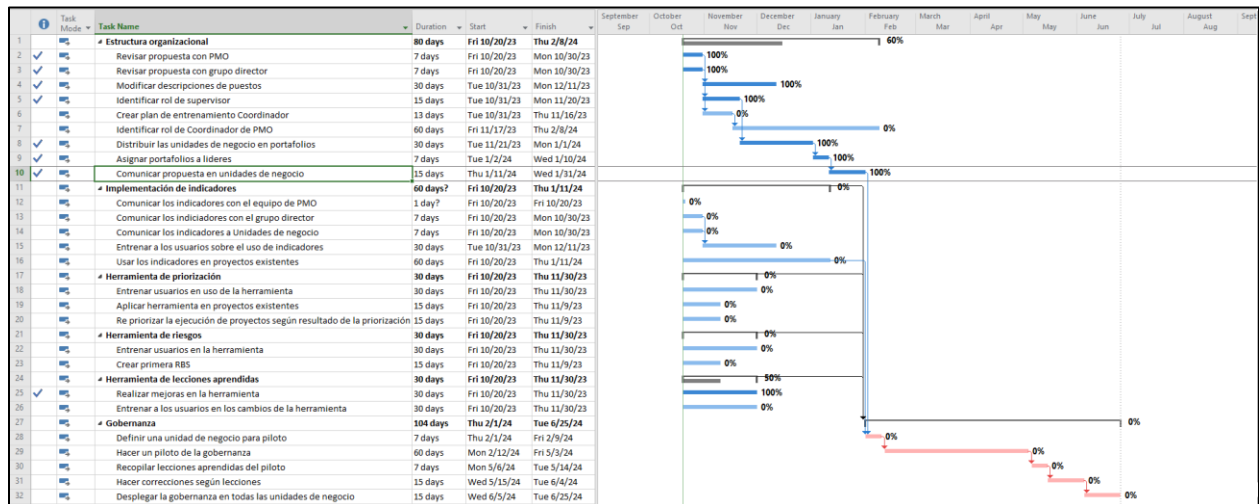 Task Mode Task Name Duration Start Finish September October November December January February March April May June July August Sept
Sep Oct Nov Dec Jan Feb Mar Apr May Jun Jul Aug
1 Estructura organizacional 80 days Fri 10/20/23 Thu 2/8/24 60%
2 Revisar propuesta con PMO 7 days Fri 10/20/23 Mon 10/30/23 100%
3 Revisar propuesta con grupo director 7 days Fri 10/20/23 Mon 10/30/23 100%
4 Modificar descripciones de puestos 30 days Tue 10/31/23 Mon 12/11/23 100%
5 Identificar rol de supervisor 15 days Tue 10/31/23 Mon 11/20/23 100%
6 Crear plan de entrenamiento Coordinador 13 days Tue 10/31/23 Thu 11/16/23 0%
7 Identificar rol de Coordinador de PMO 60 days Fri 11/17/23 Thu 2/8/24 0%
8 Distribuir las unidades de negocio en portafolios 30 days Tue 11/21/23 Mon 1/1/24 100%
9 Asignar portafolios a lideres 7 days Tue 1/2/24 Wed 1/10/24 100%
10 Comunicar propuesta en unidades de negocio 15 days Thu 1/11/24 Wed 1/31/24 100%
11 Implementación de indicadores 60 days? Fri 10/20/23 Thu 1/11/24 0%
12 Comunicar los indicadores con el equipo de PMO 1 day? Fri 10/20/23 Fri 10/20/23 0%
13 Comunicar los indiciadores con el grupo director 7 days Fri 10/20/23 Mon 10/30/23 0%
14 Comunicar los indicadores a Unidades de negocio 7 days Fri 10/20/23 Mon 10/30/23 0%
15 Entrenar a los usuarios sobre el uso de indicadores 30 days Tue 10/31/23 Mon 12/11/23 0%
16 Usar los indicadores en proyectos existentes 60 days Fri 10/20/23 Thu 1/11/24 0%
17 Herramienta de priorización 30 days Fri 10/20/23 Thu 11/30/23 0%
18 Entrenar usuarios en uso de la herramienta 30 days Fri 10/20/23 Thu 11/30/23 0%
19 Aplicar herramienta en proyectos existentes 15 days Fri 10/20/23 Thu 11/9/23 0%
20 Re priorizar la ejecución de proyectos según resultado de la priorización 15 days Fri 10/20/23 Thu 11/9/23 0%
21 Herramienta de riesgos 30 days Fri 10/20/23 Thu 11/30/23 0%
22 Entrenar usuarios en la herramienta 30 days Fri 10/20/23 Thu 11/30/23 0%
23 Crear primera RBS 15 days Fri 10/20/23 Thu 11/9/23 0%
24 Herramienta de lecciones aprendidas 30 days Fri 10/20/23 Thu 11/30/23 50%
25 Realizar mejoras en la herramienta 30 days Fri 10/20/23 Thu 11/30/23 100%
26 Entrenar a los usuarios en los cambios de la herramienta 30 days Fri 10/20/23 Thu 11/30/23 0%
27 Gobernanza 104 days Thu 2/1/24 Tue 6/25/24 0%
28 Definir una unidad de negocio para piloto 7 days Thu 2/1/24 Fri 2/9/24 0%
29 Hacer un piloto de la gobernanza 60 days Mon 2/12/24 Fri 5/3/24 0%
30 Recopilar lecciones aprendidas del piloto 7 days Mon 5/6/24 Tue 5/14/24 0%
31 Hacer correcciones según lecciones 15 days Wed 5/15/24 Tue 6/4/24 0%
32 Desplegar la gobernanza en todas las unidades de negocio 15 days Wed 6/5/24 Tue 6/25/24 0%